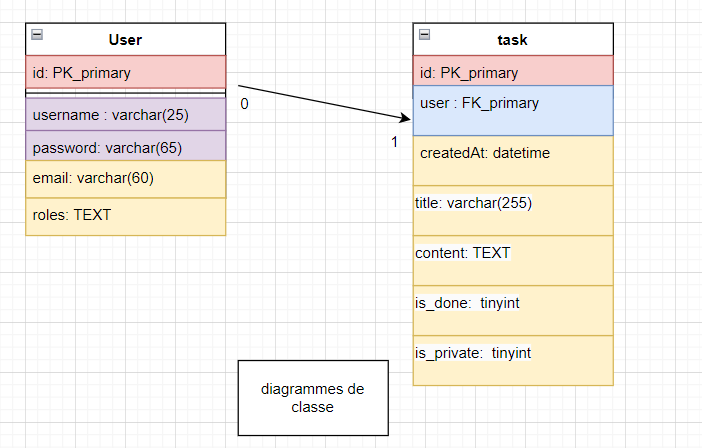 User
id: PK_primary
username : varchar(25)
password: varchar(65)
email: varchar(60)
roles: TEXT
0
1
task
id: PK_primary
user : FK_primary
createdAt: datetime
title: varchar(255)
content: TEXT
is_done:  tinyint
is_private:  tinyint
diagrammes de
classe